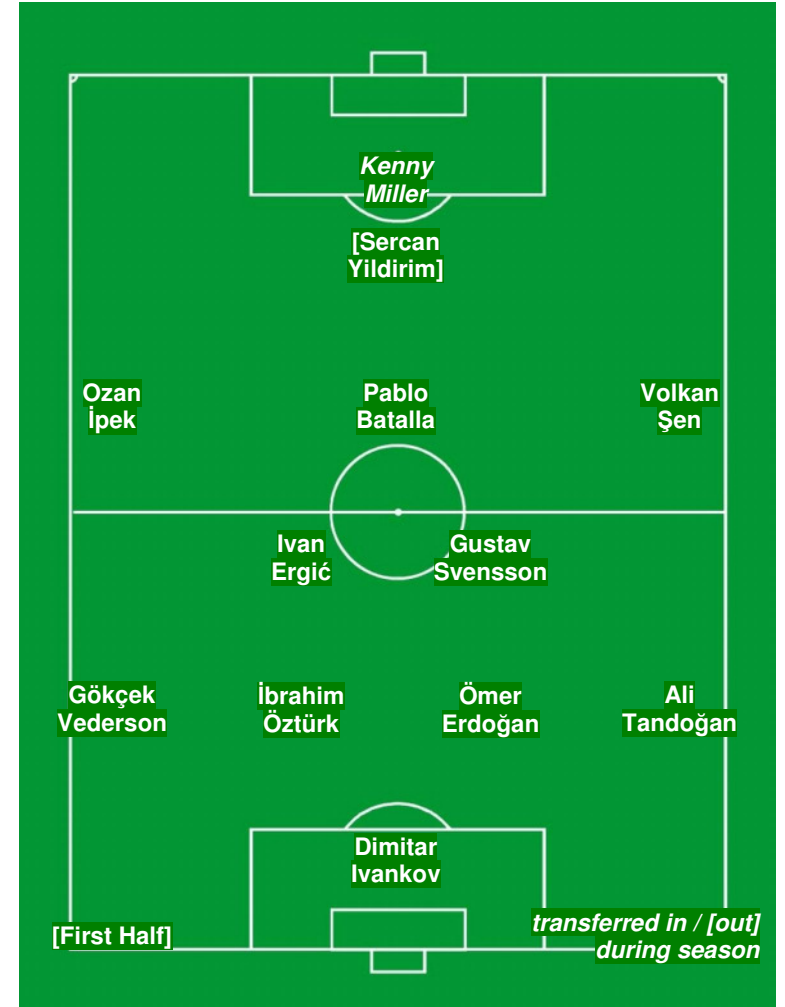 Kenny
Miller
[Sercan
Yildirim]
Ozan
İpek
Pablo
Batalla
Volkan
Şen
Ivan
Ergić
Gustav
Svensson
Gökçek
Vederson
İbrahim
Öztürk
Ömer
Erdoğan
Ali
Tandoğan
Dimitar
Ivankov
[First Half]
transferred in / [out]
during season